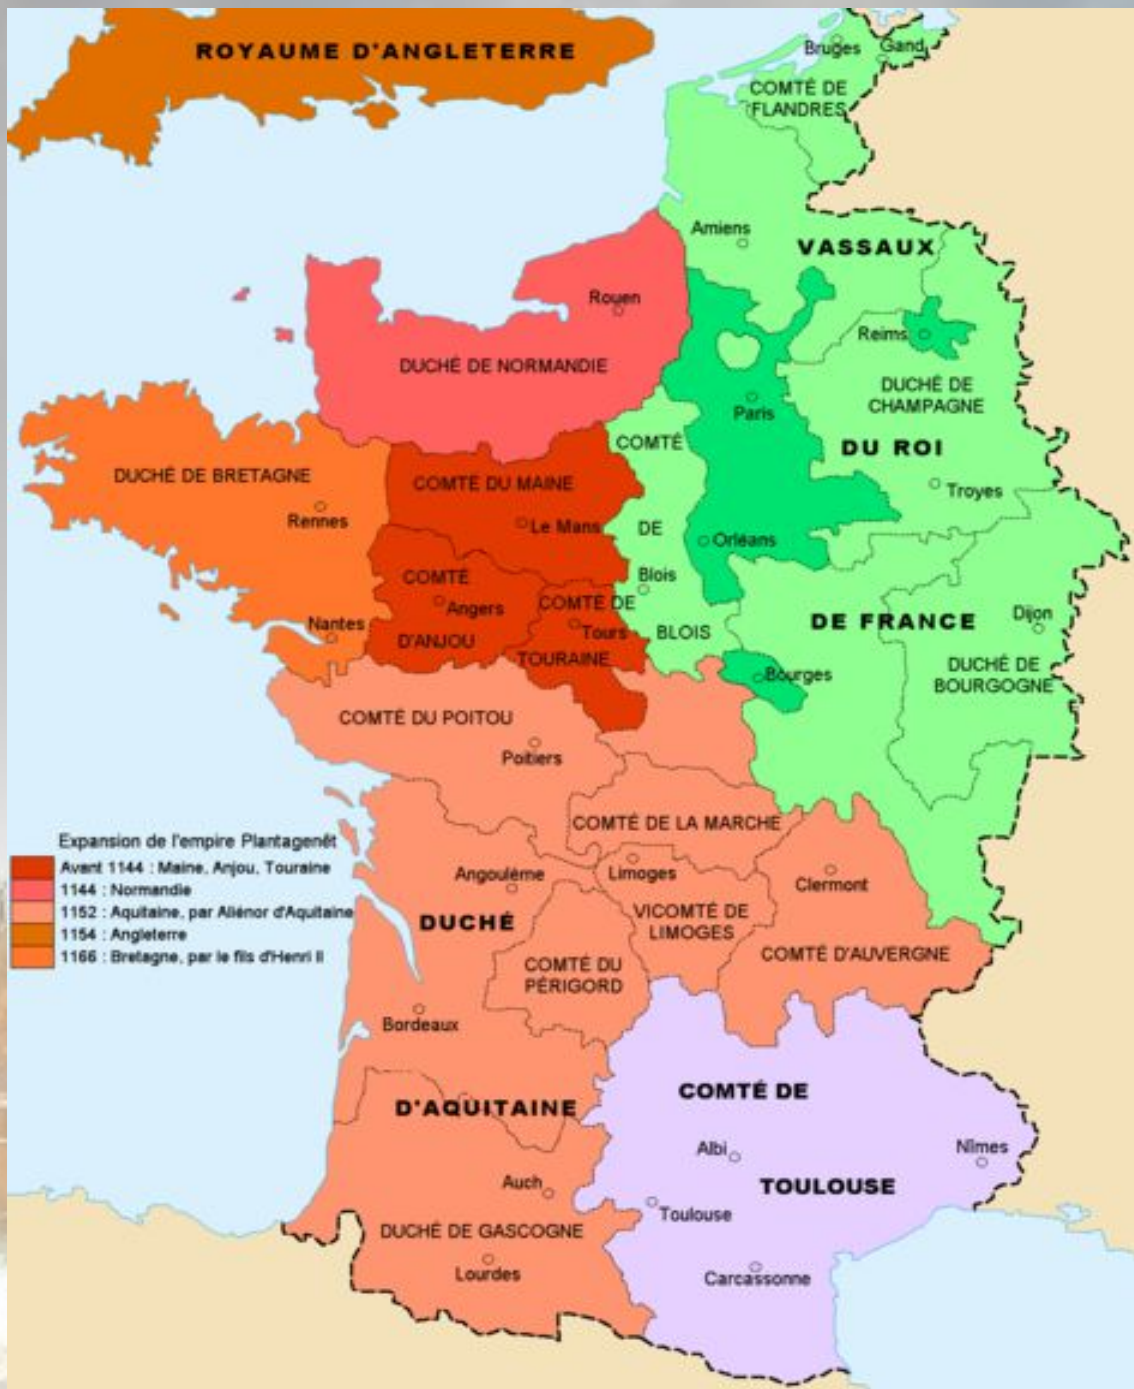 ROYAUME D'ANGLETERRE
Bruges
Gand
COMTÉ DE
FLANDRES
Amiens
VASSAUX
Rouen
Reims
DUCHÉ DE NORMANDIE
DUCHÉ DE
CHAMPAGNE
Paris
COMTÉ
DU ROI
DUCHÉ DE BRETAGNE
COMTÉ DU MAINE
Troyes
Rennes
Le Mans
DE
Orléans
COMTÉ
Blois
Angers
COMTÉ DE
Nantes
Tours
BLOIS
DE FRANCE
Dijon
D'ANJOU
TOURAINE
DUCHÉ DE
BOURGOGNE
Bourges
COMTÉ DU POITOU
Poitiers
COMTÉ DE LA MARCHE
Expansion de l'empire Plantagenêt
Avant 1144 : Maine, Anjou, Touraine
1144 : Normandie
1152 : Aquitaine, par Aliénor d'Aquitaine
1154 : Angleterre
1166 : Bretagne, par le fils d'Henri II
Angoulême
Limoges
Clermont
DUCHÉ
VICOMTÉ DE
LIMOGES
COMTÉ DU
PÉRIGORD
COMTÉ D'AUVERGNE
Bordeaux
COMTÉ DE
D'AQUITAINE
Albi
Nîmes
Auch
TOULOUSE
Toulouse
DUCHÉ DE GASCOGNE
Lourdes
Carcassonne